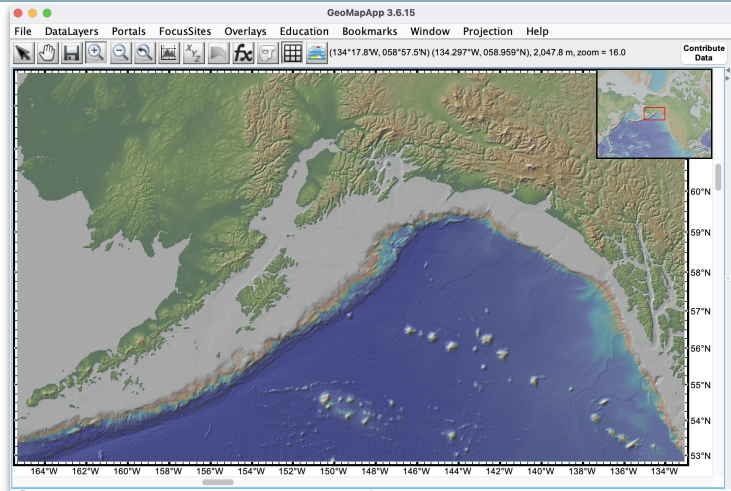 GeoMapApp 3.6.15
File DataLayers Portals FocusSites Overlays Education Bookmarks Window Projection Help
XYZ fx (134°17.8'W, 058°57.5'N) (134.297°W, 058.959°N), 2,047.8 m, zoom = 16.0 Contribute
Data
60°N
59°N
58°N
57°N
56°N
55°N
54°N
53°N
164°W 162°W 160°W 158°W 156°W 154°W 152°W 150°W 148°W 146°W 144°W 142°W 140°W 138°W 136°W 134°W